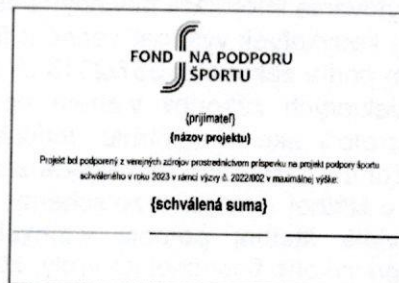 FOND NA PODPORU
ŠPORTU
{prijímateľ}
{názov projektu}
Projekt bol podporený z verejných zdrojov prostredníctvom príspevku na projekt podpory športu
schváleného v roku 2023 v rámci výzvy č. 2022/002 v maximálnej výške:
{schválená suma}